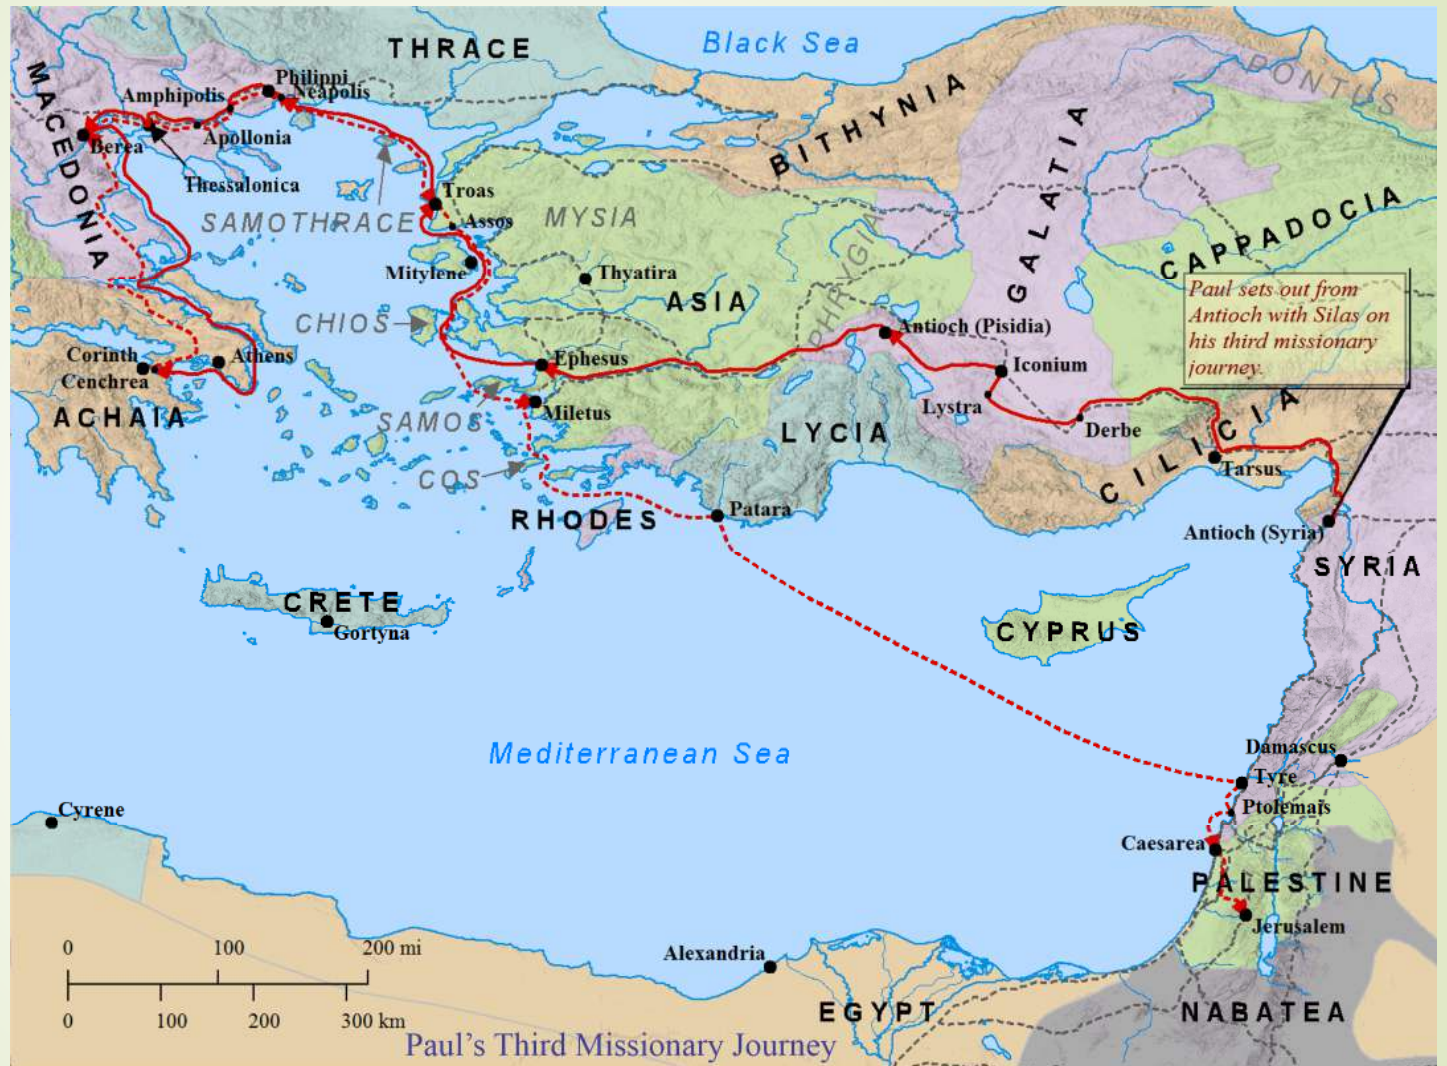 Black Sea
THRACE
PONTUS
MACEDONIA
Philippi
Neapolis
Amphipolis
BITHYNIA
GALATIA
Apollonia
Berea
Thessalonica
Troas
CAPPADOCIA
SAMOTHRACE
Assos
MYSIA
PHRYGIA
Mitylene
Thyatira
ASIA
Paul sets out from
Antioch with Silas on
his third missionary
journey.
CHIOS
Antioch (Pisidia)
Corinth
Athens
Ephesus
Iconium
Cenchrea
ACHAIA
SAMOS
Miletus
Lystra
Derbe
LYCIA
CILICIA
Tarsus
COS
RHODES
Patara
Antioch (Syria)
SYRIA
CRETE
Gortyna
CYPRUS
Mediterranean Sea
Damascus
Tyre
Cyrene
Ptolemais
Caesarea
PALESTINE
Jerusalem
0 100 200 mi
Alexandria
EGYPT
NABATEA
0 100 200 300 km
Paul's Third Missionary Journey